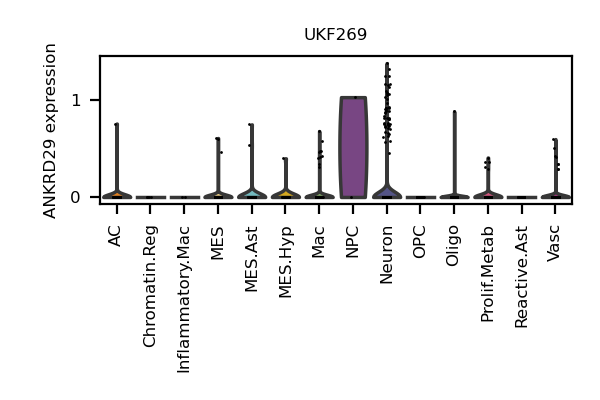 UKF269
ANKRD29 expression
1
0
AC
Chromatin.Reg
Inflammatory.Mac
MES
MES.Ast
MES.Hyp
Mac
NPC
Neuron
OPC
Oligo
Prolif.Metab
Reactive.Ast
Vasc